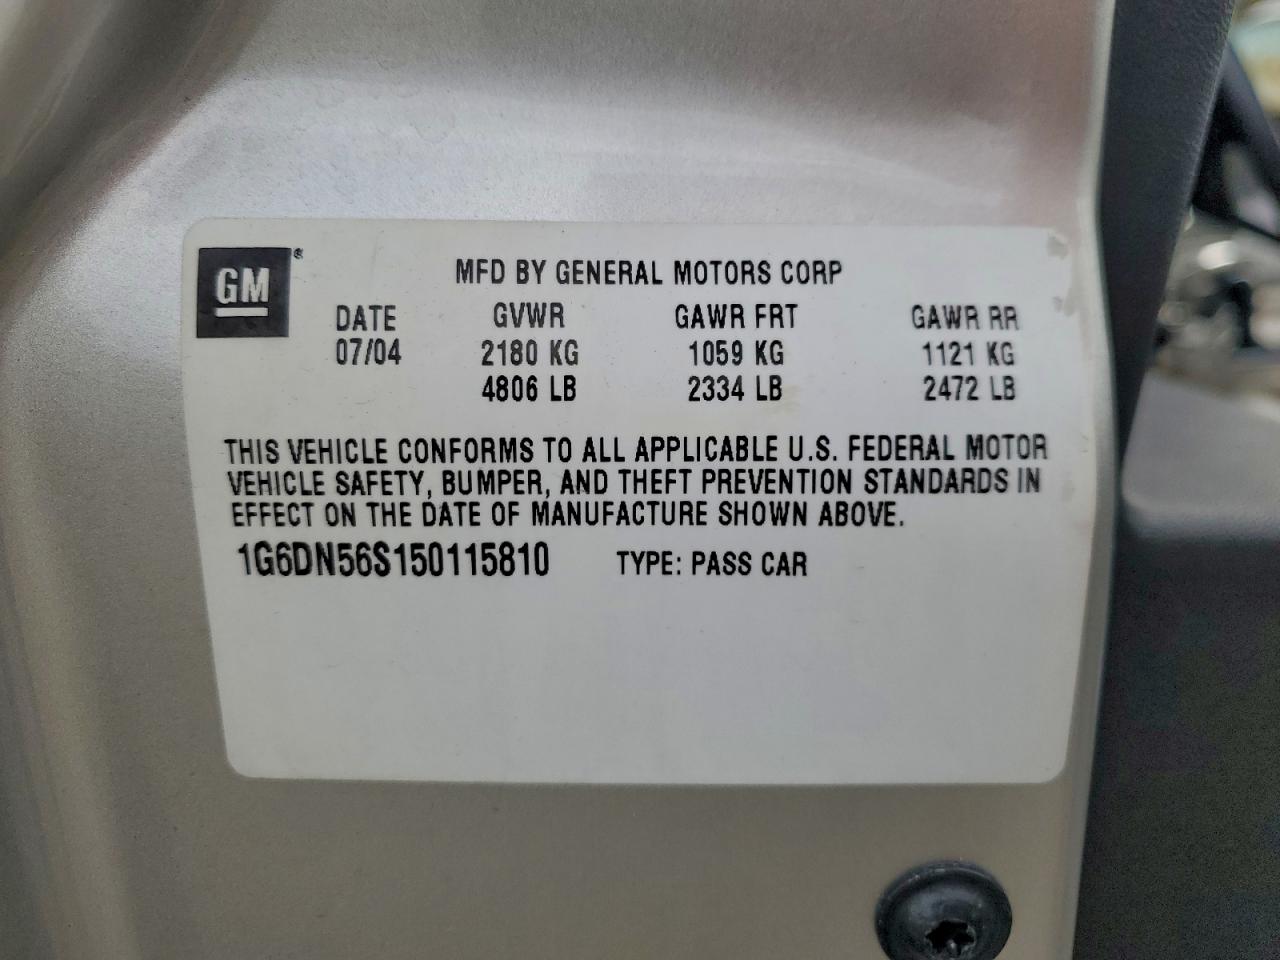 GM®
MFD BY GENERAL MOTORS CORP
DATE GVWR GAWR FRT GAWR RR
07/04 2180 KG 1059 KG 1121 KG
4806 LB 2334 LB 2472 LB
THIS VEHICLE CONFORMS TO ALL APPLICABLE U.S. FEDERAL MOTOR
VEHICLE SAFETY, BUMPER, AND THEFT PREVENTION STANDARDS IN
EFFECT ON THE DATE OF MANUFACTURE SHOWN ABOVE.
1G6DN56S150115810 TYPE: PASS CAR